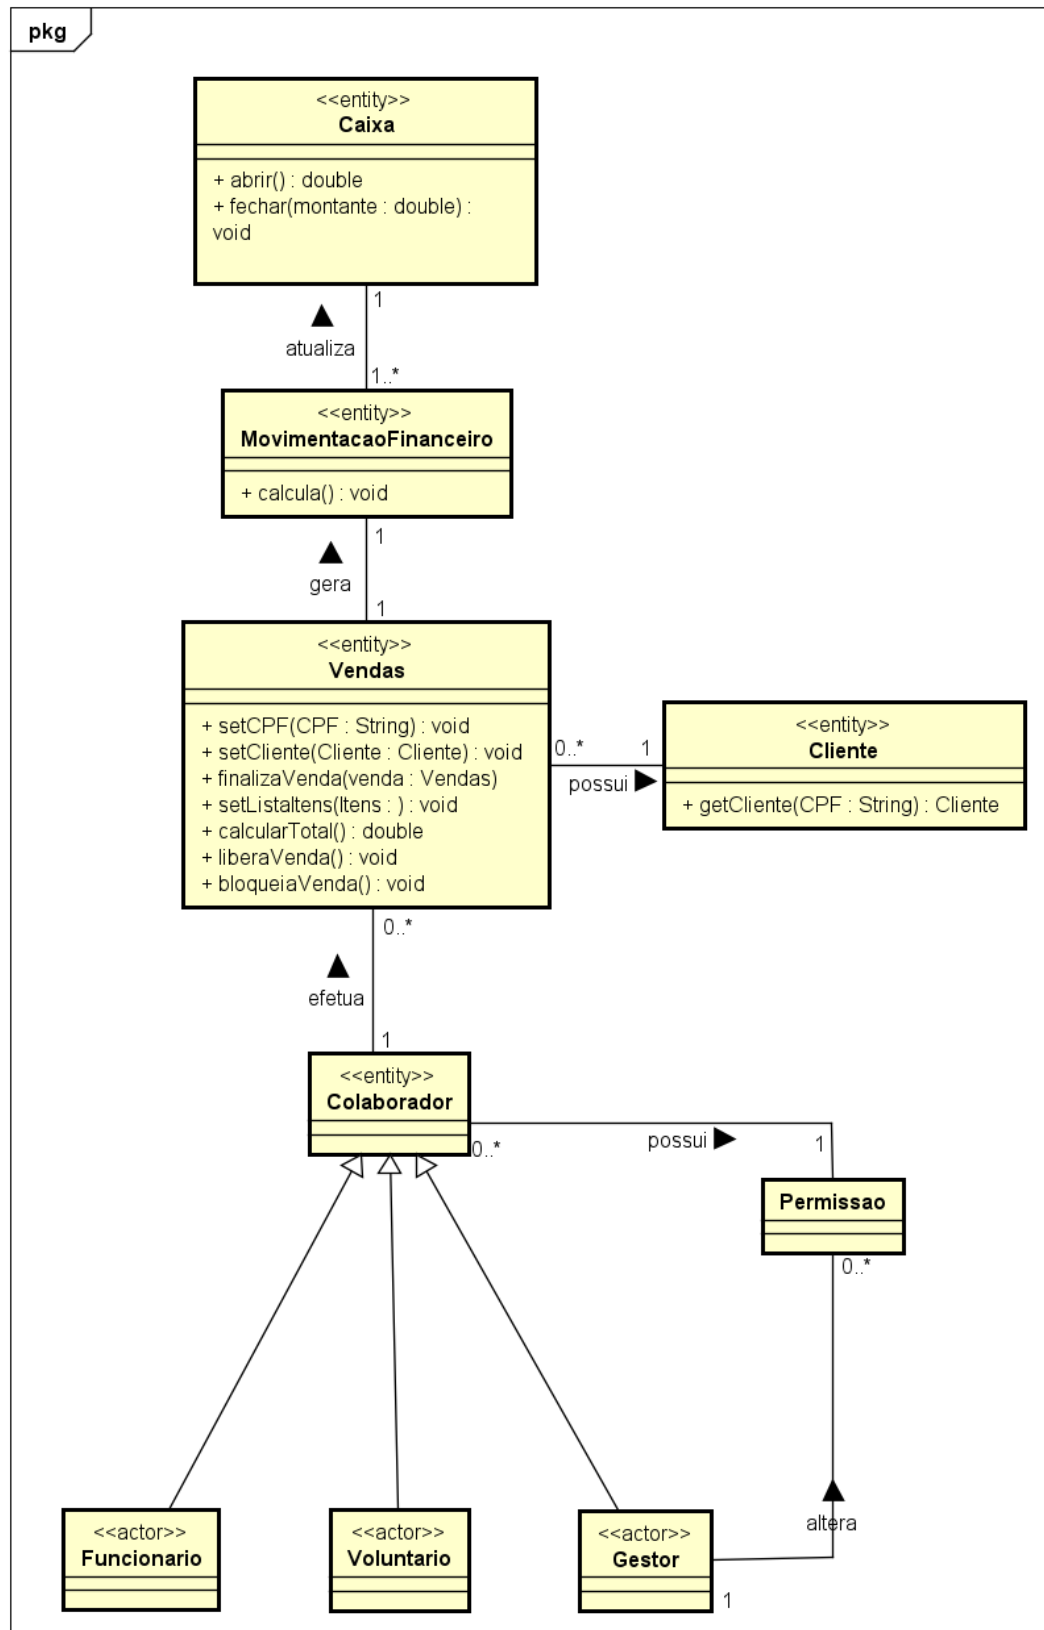 pkg
<<entity>>
Caixa
+ abrir() : double
+ fechar(montante : double) :
void
1
atualiza
1..*
<<entity>>
MovimentacaoFinanceiro
+ calcula() : void
1
gera
1
<<entity>>
Vendas
+ setCPF(CPF : String) : void
+ setCliente(Cliente : Cliente) : void
+ finalizaVenda(venda : Vendas)
+ setListaItens(Itens : ) : void
+ calcularTotal() : double
+ liberaVenda() : void
+ bloqueiaVenda() : void
0..*
1
possui
<<entity>>
Cliente
+ getCliente(CPF : String) : Cliente
0..*
efetua
1
<<entity>>
Colaborador
0..*
possui
1
Permissao
0..*
altera
<<actor>>
Funcionario
<<actor>>
Voluntario
<<actor>>
Gestor
1